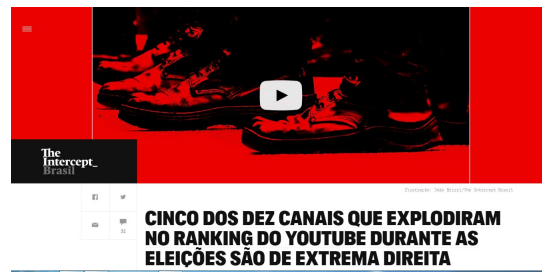 The
Intercept_
Brasil
Ilustração: João Brizzi/The Intercept Brasil
31
CINCO DOS DEZ CANAIS QUE EXPLODIRAM
NO RANKING DO YOUTUBE DURANTE AS
ELEIÇÕES SÃO DE EXTREMA DIREITA